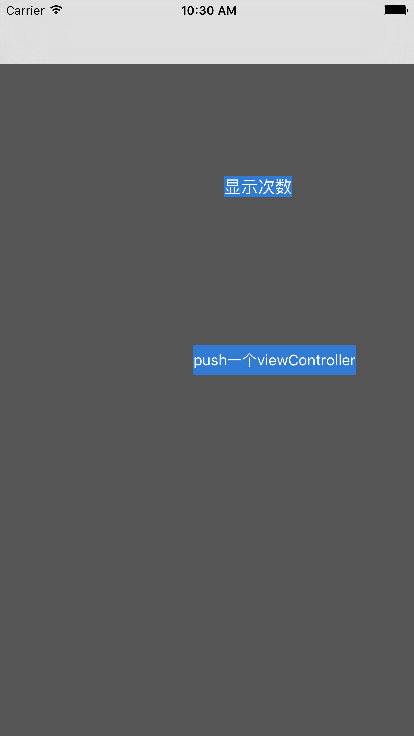 Carrier
10:30 AM
显示次数
push一个viewController